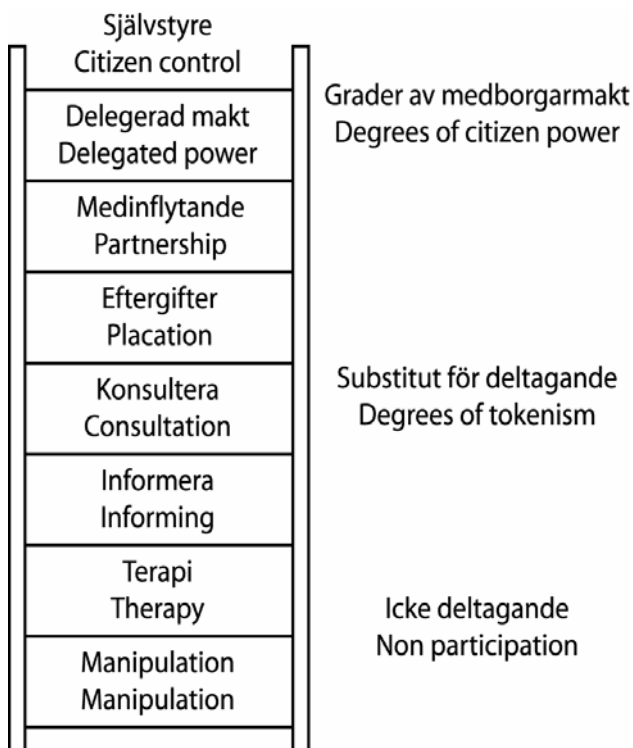 Självstyre
Citizen control
Delegerad makt
Delegated power
Medinflytande
Partnership
Eftergifter
Placation
Konsultera
Consultation
Informera
Informing
Terapi
Therapy
Manipulation
Manipulation
Grader av medborgarmakt
Degrees of citizen power
Substitut för deltagande
Degrees of tokenism
Icke deltagande
Non participation